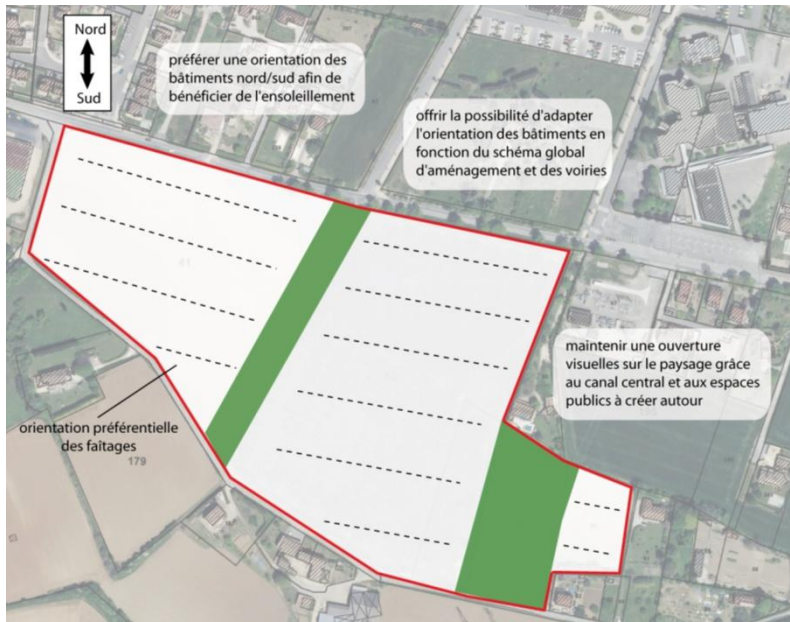 Nord
Sud
préférer une orientation des
bâtiments nord/sud afin de
bénéficier de l'ensoleillement
offrir la possibilité d'adapter
l'orientation des bâtiments en
fonction du schéma global
d'aménagement et des voiries
maintenir une ouverture
visuelles sur le paysage grâce
au canal central et aux espaces
publics à créer autour
orientation préférentielle
des faîtages
179